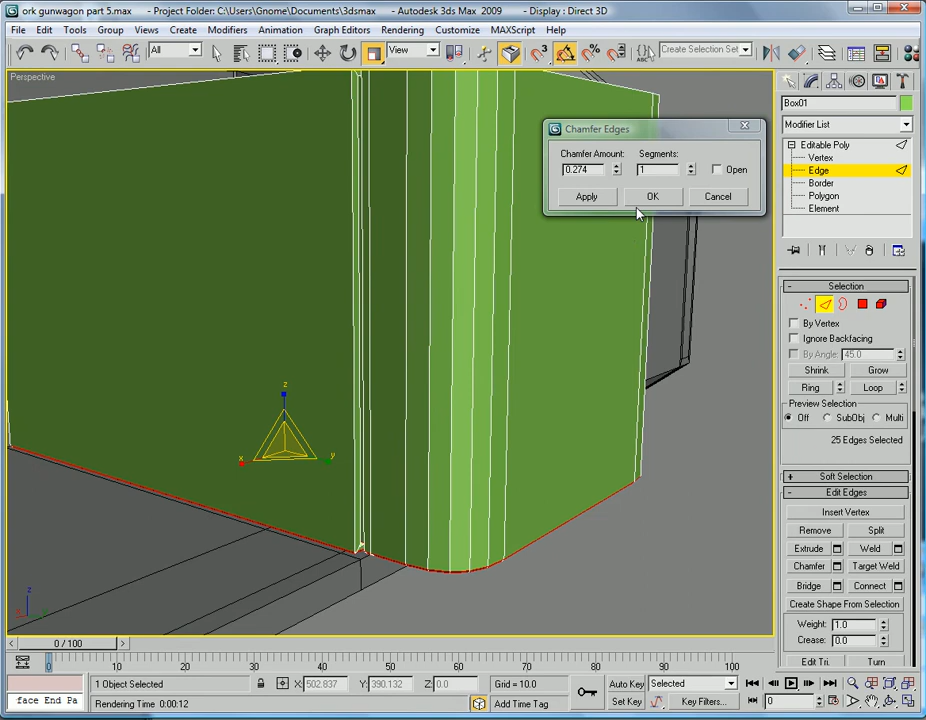 ork gunwagon part 5.max - Project Folder: C:\Users\Gnome\Documents\3dsmax - Autodesk 3ds Max 2009 - Display : Direct 3D
File Edit Tools Group Views Create Modifiers Animation Graph Editors Rendering Customize MAXScript Help
All View Create Selection Set
Perspective
Chamfer Edges
Chamfer Amount: Segments:
0.274 1 Open
Apply OK Cancel
Box01
Modifier List
Editable Poly
Vertex
Edge
Border
Polygon
Element
- Selection
By Vertex
Ignore Backfacing
By Angle: 45.0
Shrink Grow
Ring Loop
Preview Selection
Off SubObj Multi
25 Edges Selected
+ Soft Selection
- Edit Edges
Insert Vertex
Remove Split
Extrude Weld
Chamfer Target Weld
Bridge Connect
Create Shape From Selection
Weight: 1.0
Crease: 0.0
Edit Tri. Turn
z
x y
z
0 / 100
0 10 20 30 40 50 60 70 80 90 100
1 Object Selected X: 502.837 Y: 390.132 Z: 0.0 Grid = 10.0 Auto Key Selected
face End Pa Rendering Time 0:00:12 Add Time Tag Set Key Key Filters... 0